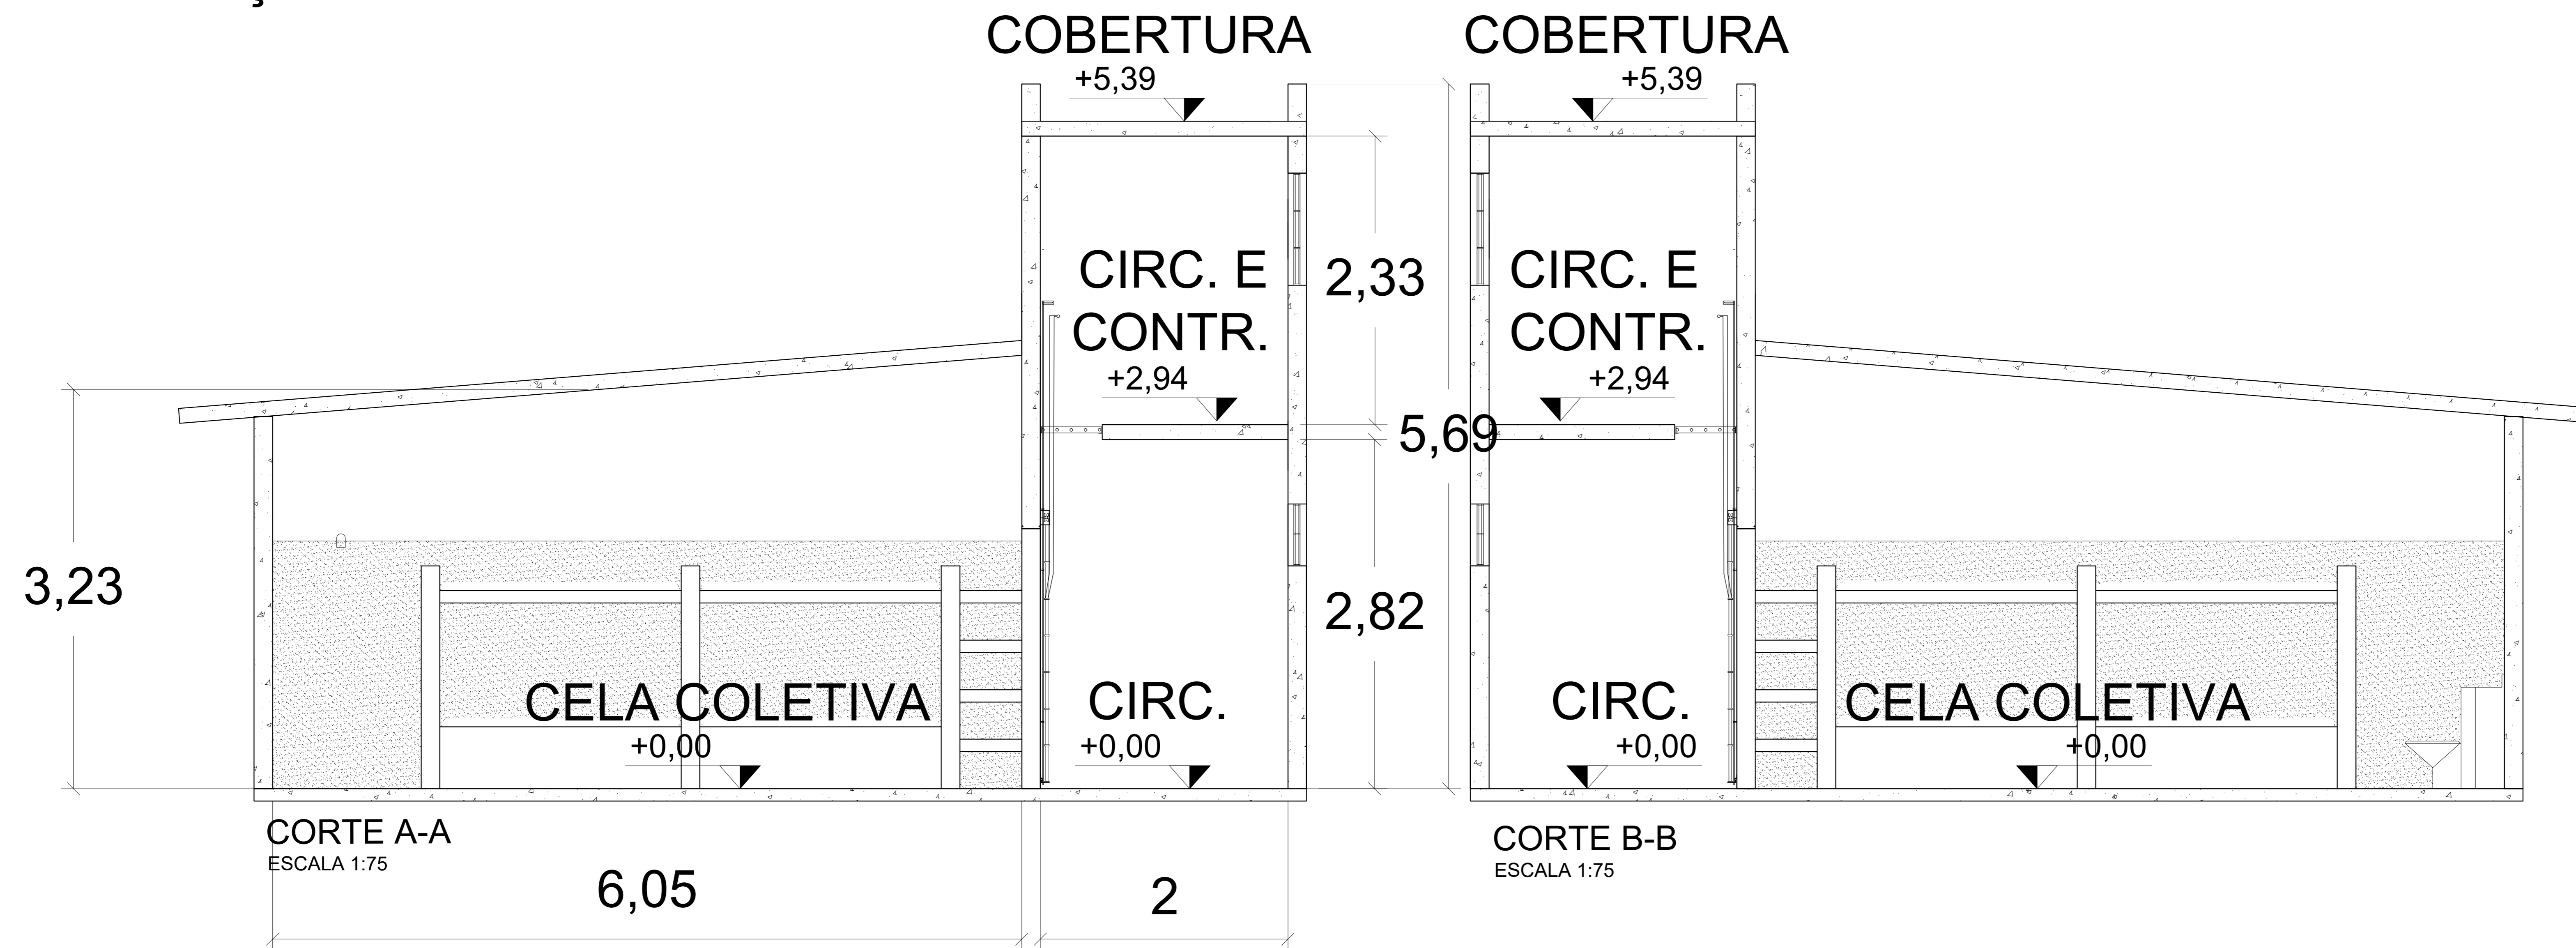 COBERTURA
+5,39
COBERTURA
+5,39
CIRC. E
CONTR.
+2,94
2,33
CIRC. E
CONTR.
+2,94
5,69
3,23
2,82
CELA COLETIVA
+0,00
CIRC.
+0,00
CIRC.
+0,00
CELA COLETIVA
+0,00
CORTE A-A
ESCALA 1:75
CORTE B-B
ESCALA 1:75
6,05
2